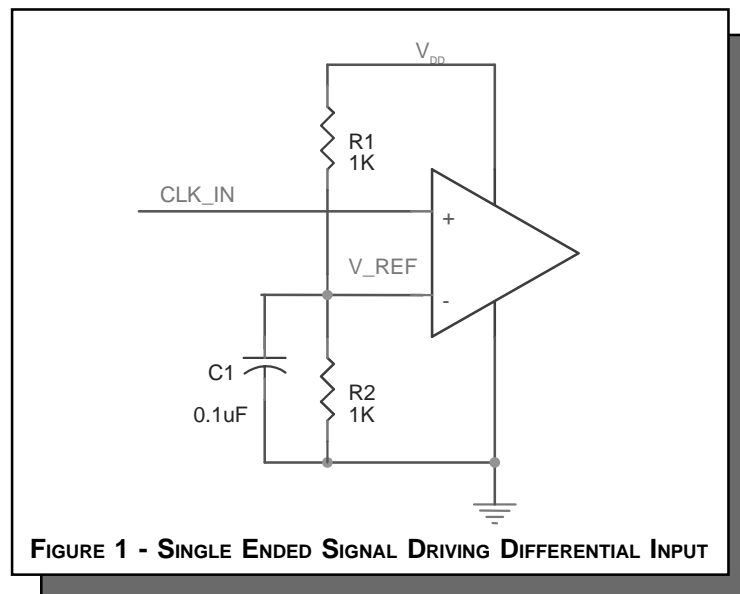 V_DD
R1
1K
CLK_IN
+
V_REF
-
C1
0.1uF
R2
1K
FIGURE 1 - SINGLE ENDED SIGNAL DRIVING DIFFERENTIAL INPUT